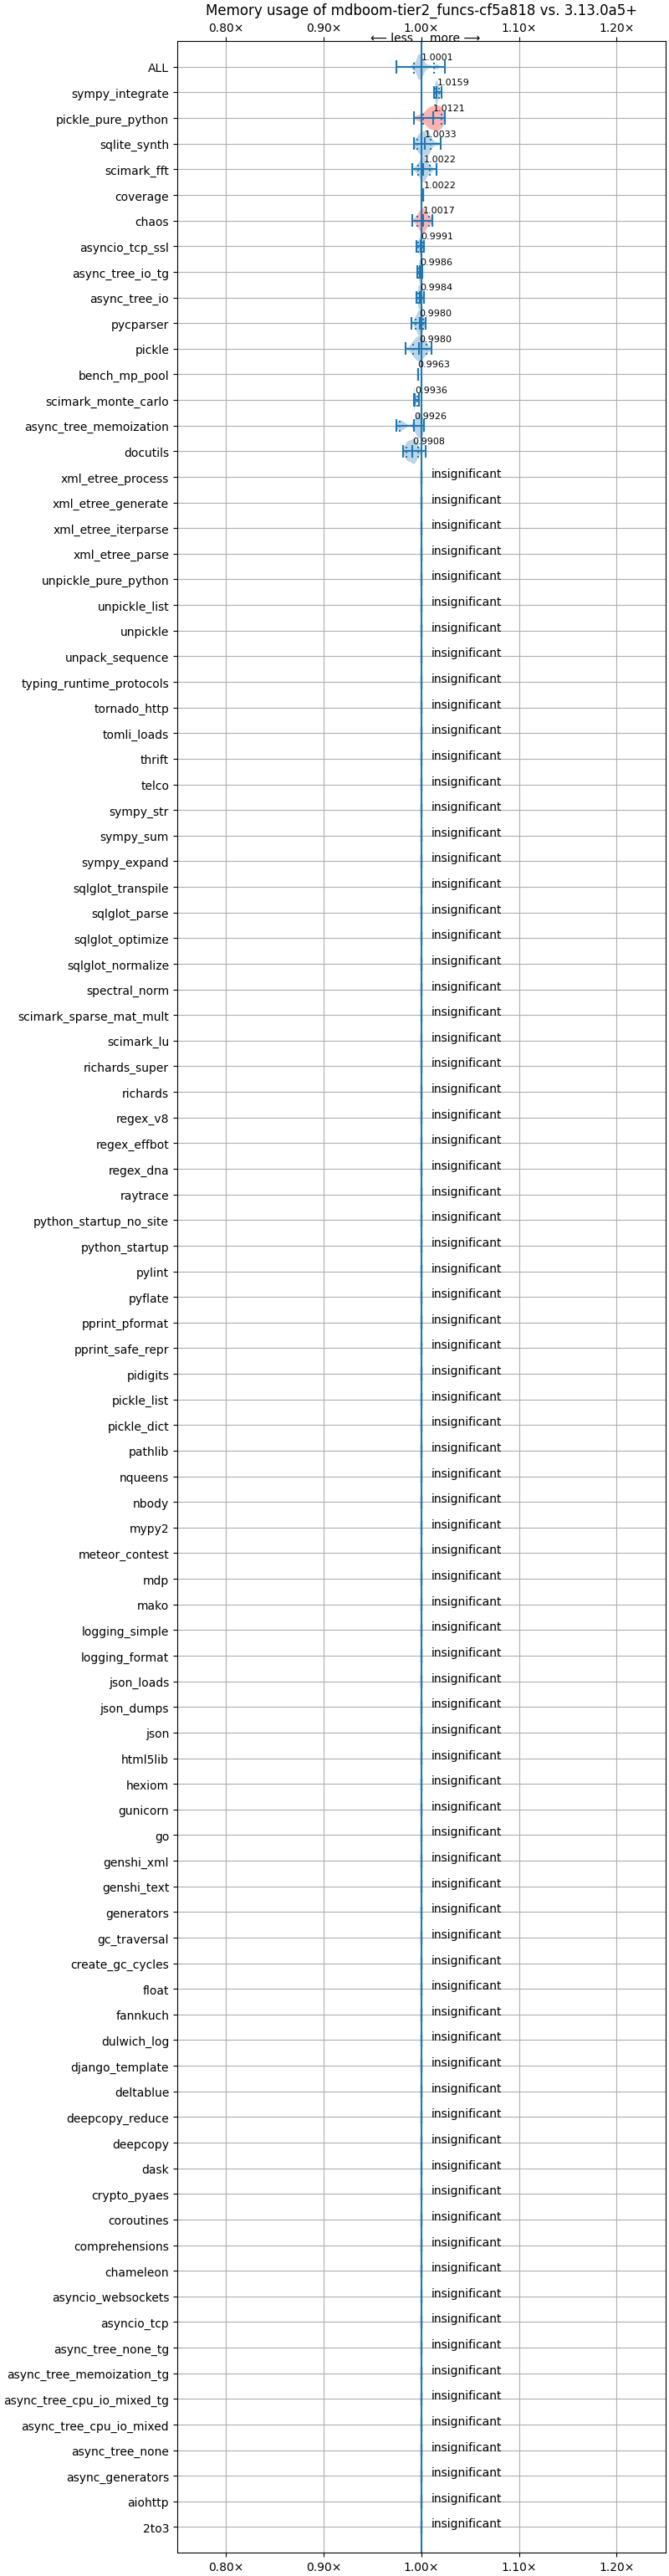 Memory usage of mdboom-tier2_funcs-cf5a818 vs. 3.13.0a5+
0.80× 0.90× 1.00× 1.10× 1.20×
⟵ less more ⟶
ALL 1.0001
sympy_integrate 1.0159
pickle_pure_python 1.0121
sqlite_synth 1.0033
scimark_fft 1.0022
coverage 1.0022
chaos 1.0017
asyncio_tcp_ssl 0.9991
async_tree_io_tg 0.9986
async_tree_io 0.9984
pycparser 0.9980
pickle 0.9980
bench_mp_pool 0.9963
scimark_monte_carlo 0.9936
async_tree_memoization 0.9926
docutils 0.9908
xml_etree_process insignificant
xml_etree_generate insignificant
xml_etree_iterparse insignificant
xml_etree_parse insignificant
unpickle_pure_python insignificant
unpickle_list insignificant
unpickle insignificant
unpack_sequence insignificant
typing_runtime_protocols insignificant
tornado_http insignificant
tomli_loads insignificant
thrift insignificant
telco insignificant
sympy_str insignificant
sympy_sum insignificant
sympy_expand insignificant
sqlglot_transpile insignificant
sqlglot_parse insignificant
sqlglot_optimize insignificant
sqlglot_normalize insignificant
spectral_norm insignificant
scimark_sparse_mat_mult insignificant
scimark_lu insignificant
richards_super insignificant
richards insignificant
regex_v8 insignificant
regex_effbot insignificant
regex_dna insignificant
raytrace insignificant
python_startup_no_site insignificant
python_startup insignificant
pylint insignificant
pyflate insignificant
pprint_pformat insignificant
pprint_safe_repr insignificant
pidigits insignificant
pickle_list insignificant
pickle_dict insignificant
pathlib insignificant
nqueens insignificant
nbody insignificant
mypy2 insignificant
meteor_contest insignificant
mdp insignificant
mako insignificant
logging_simple insignificant
logging_format insignificant
json_loads insignificant
json_dumps insignificant
json insignificant
html5lib insignificant
hexiom insignificant
gunicorn insignificant
go insignificant
genshi_xml insignificant
genshi_text insignificant
generators insignificant
gc_traversal insignificant
create_gc_cycles insignificant
float insignificant
fannkuch insignificant
dulwich_log insignificant
django_template insignificant
deltablue insignificant
deepcopy_reduce insignificant
deepcopy insignificant
dask insignificant
crypto_pyaes insignificant
coroutines insignificant
comprehensions insignificant
chameleon insignificant
asyncio_websockets insignificant
asyncio_tcp insignificant
async_tree_none_tg insignificant
async_tree_memoization_tg insignificant
async_tree_cpu_io_mixed_tg insignificant
async_tree_cpu_io_mixed insignificant
async_tree_none insignificant
async_generators insignificant
aiohttp insignificant
2to3 insignificant
0.80× 0.90× 1.00× 1.10× 1.20×